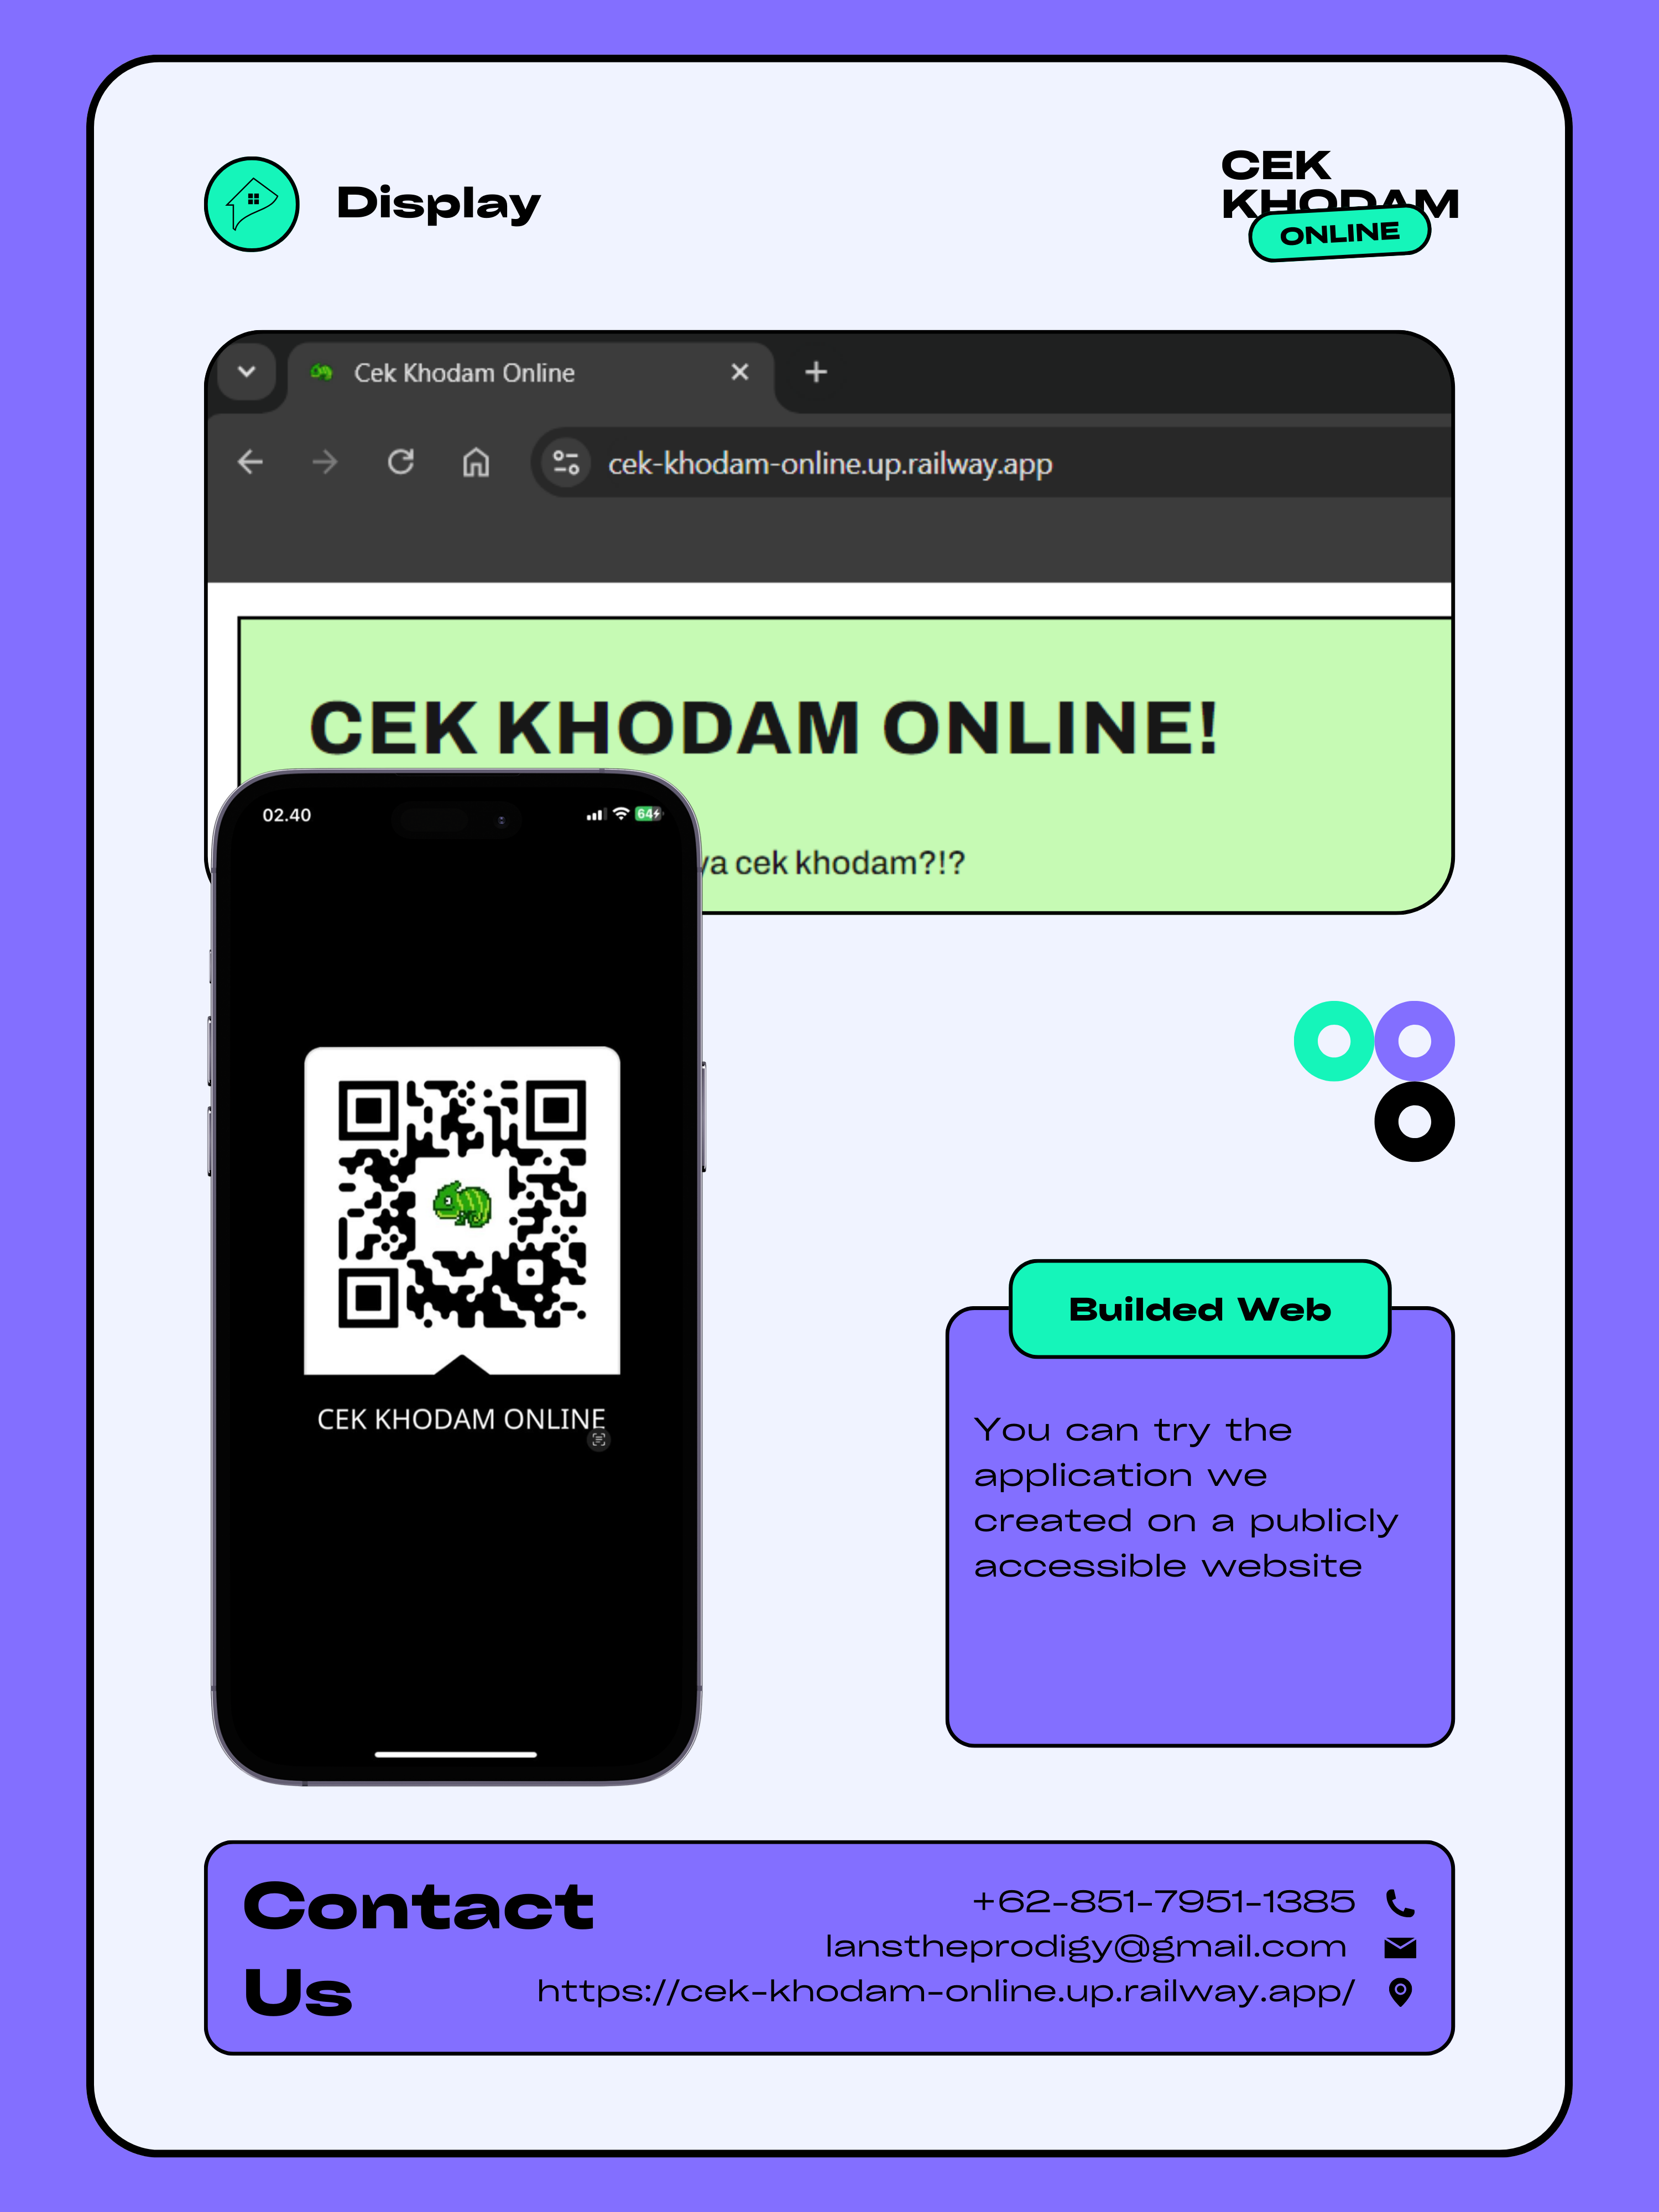 Display
CEK
KHODAM
ONLINE
Cek Khodam Online
cek-khodam-online.up.railway.app
CEK KHODAM ONLINE!
ya cek khodam?!?
02.40
64
CEK KHODAM ONLINE
Builded Web
You can try the
application we
created on a publicly
accessible website
Contact
Us
+62-851-7951-1385
lanstheprodigy@gmail.com
https://cek-khodam-online.up.railway.app/